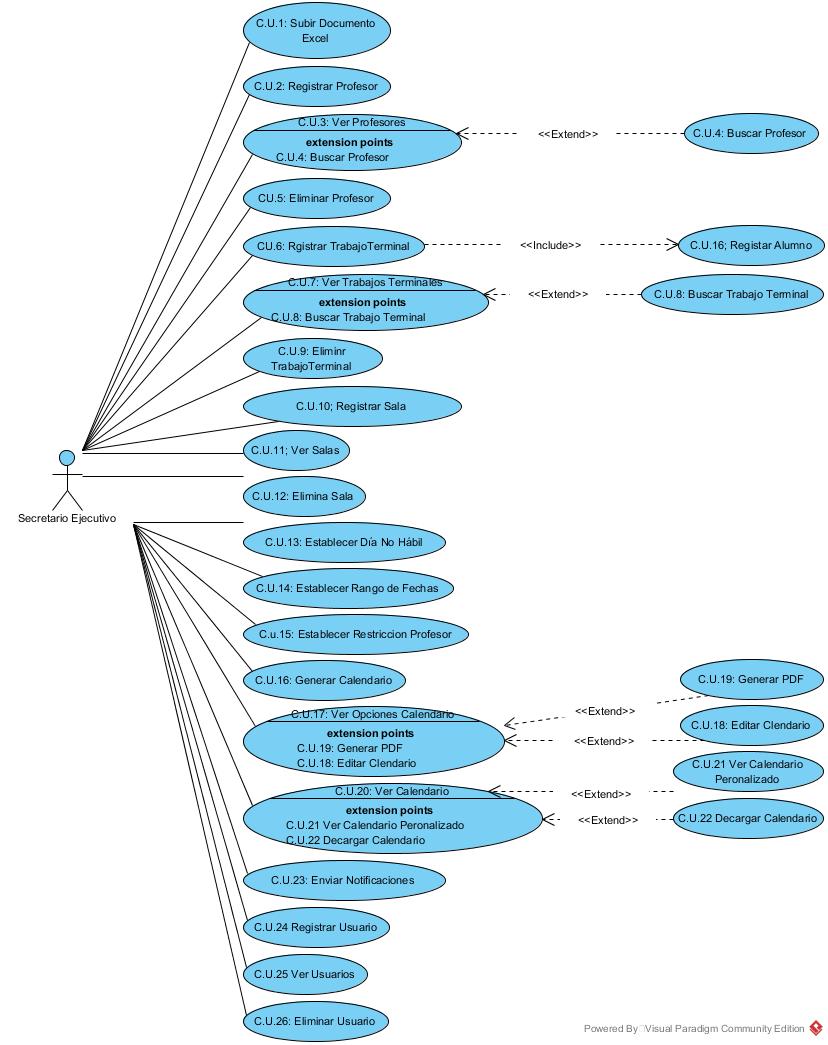 C.U.1: Subir Documento
Excel
C.U.2: Registrar Profesor
C.U.3: Ver Profesores
extension points
C.U.4: Buscar Profesor
<<Extend>>
C.U.4: Buscar Profesor
CU.5: Eliminar Profesor
CU.6: Rgistrar TrabajoTerminal
<<Include>>
C.U.16; Registar Alumno
C.U.7: Ver Trabajos Terminales
extension points
C.U.8: Buscar Trabajo Terminal
<<Extend>>
C.U.8: Buscar Trabajo Terminal
C.U.9: Eliminr
TrabajoTerminal
C.U.10; Registrar Sala
C.U.11; Ver Salas
C.U.12: Elimina Sala
Secretario Ejecutivo
C.U.13: Establecer Día No Hábil
C.U.14: Establecer Rango de Fechas
C.u.15: Establecer Restriccion Profesor
C.U.16: Generar Calendario
C.U.17: Ver Opciones Calendario
extension points
C.U.19: Generar PDF
C.U.18: Editar Clendario
<<Extend>>
C.U.19: Generar PDF
<<Extend>>
C.U.18: Editar Clendario
C.U.20: Ver Calendario
extension points
C.U.21 Ver Calendario Peronalizado
C.U.22 Decargar Calendario
<<Extend>>
C.U.21 Ver Calendario
Peronalizado
<<Extend>>
C.U.22 Decargar Calendario
C.U.23: Enviar Notificaciones
C.U.24 Registrar Usuario
C.U.25 Ver Usuarios
C.U.26: Eliminar Usuario
Powered By Visual Paradigm Community Edition